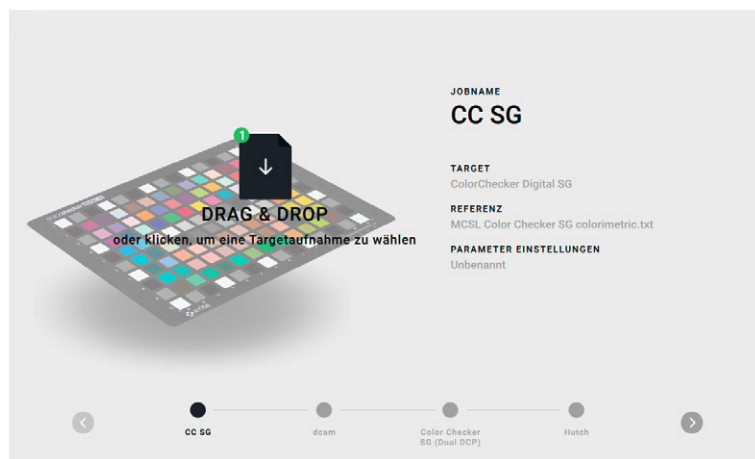 JOBNAME
CC SG
1
DRAG & DROP
oder klicken, um eine Targetaufnahme zu wählen
TARGET
ColorChecker Digital SG
REFERENZ
MCSL Color Checker SG colorimetric.txt
PARAMETER EINSTELLUNGEN
Unbenannt
x-rite
CC SG
dcam
Color Checker
SG (Dual DCP)
Hutch